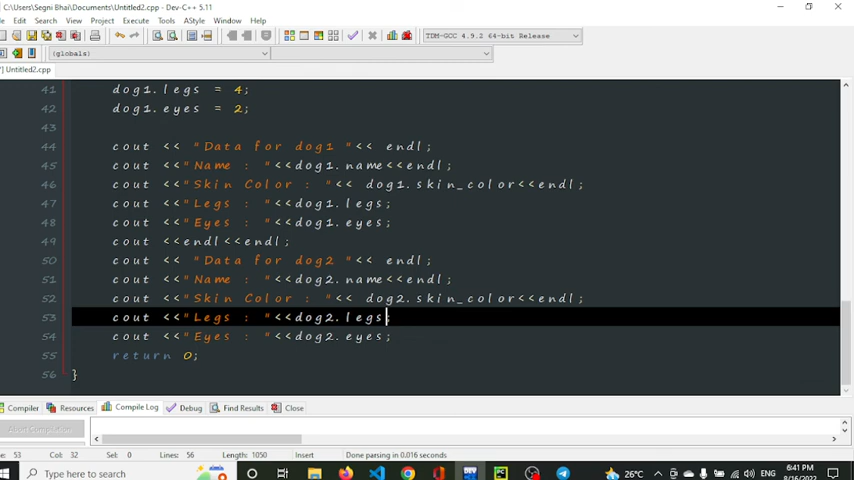 C:\Users\Segni Bhai\Documents\Untitled2.cpp - Dev-C++ 5.11
File Edit Search View Project Execute Tools AStyle Window Help
TDM-GCC 4.9.2 64-bit Release
(globals)
Untitled2.cpp
41 dog1.legs = 4;
42 dog1.eyes = 2;
43
44 cout << "Data for dog1 "<< endl;
45 cout <<"Name : "<<dog1.name<<endl;
46 cout <<"Skin Color : "<< dog1.skin_color<<endl;
47 cout <<"Legs : "<<dog1.legs;
48 cout <<"Eyes : "<<dog1.eyes;
49 cout <<endl<<endl;
50 cout << "Data for dog2 "<< endl;
51 cout <<"Name : "<<dog2.name<<endl;
52 cout <<"Skin Color : "<< dog2.skin_color<<endl;
53 cout <<"Legs : "<<dog2.legs;
54 cout <<"Eyes : "<<dog2.eyes;
55 return 0;
56 }
Compiler Resources Compile Log Debug Find Results Close
Abort Compilation
Line: 53 Col: 32 Sel: 0 Lines: 56 Length: 1050 Insert Done parsing in 0.016 seconds
Type here to search 26°C ENG 6:41 PM
8/16/2022